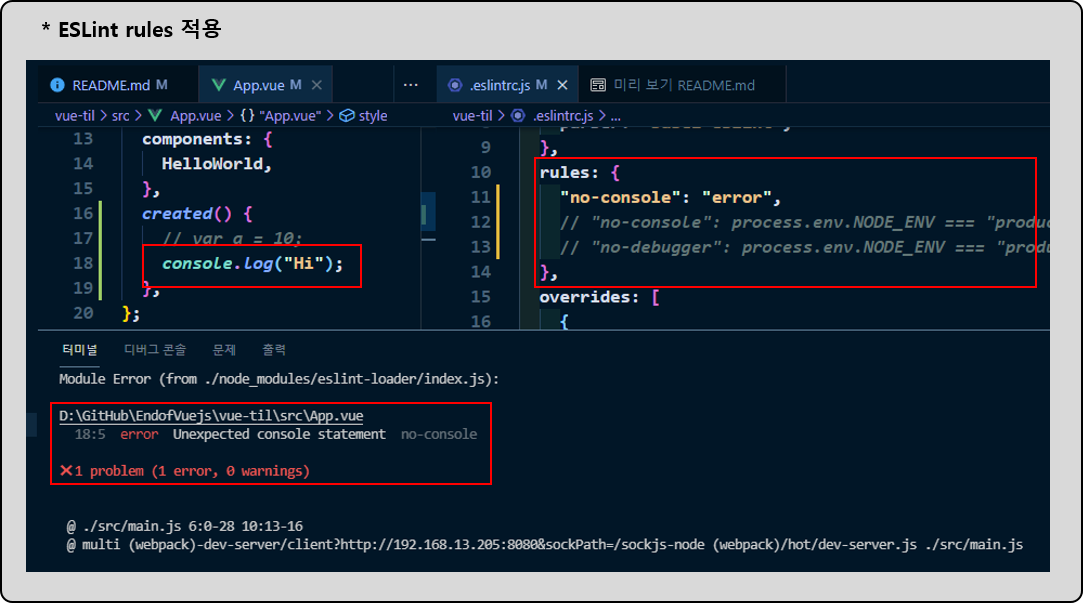 * ESLint rules 적용
README.md M
App.vue M
.eslintrc.js M
미리 보기 README.md
vue-til > src > App.vue > {} "App.vue" > style
13 components: {
14 HelloWorld,
15 },
16 created() {
17 // var a = 10;
18 console.log("Hi");
19 },
20 };
vue-til > .eslintrc.js > ...
9 },
10 rules: {
11 "no-console": "error",
12 // "no-console": process.env.NODE_ENV === "produc
13 // "no-debugger": process.env.NODE_ENV === "produ
14 },
15 overrides: [
16 {
터미널 디버그 콘솔 문제 출력
Module Error (from ./node_modules/eslint-loader/index.js):
D:\GitHub\EndofVuejs\vue-til\src\App.vue
18:5 error Unexpected console statement no-console
✕1 problem (1 error, 0 warnings)
@ ./src/main.js 6:0-28 10:13-16
@ multi (webpack)-dev-server/client?http://192.168.13.205:8080&sockPath=/sockjs-node (webpack)/hot/dev-server.js ./src/main.js